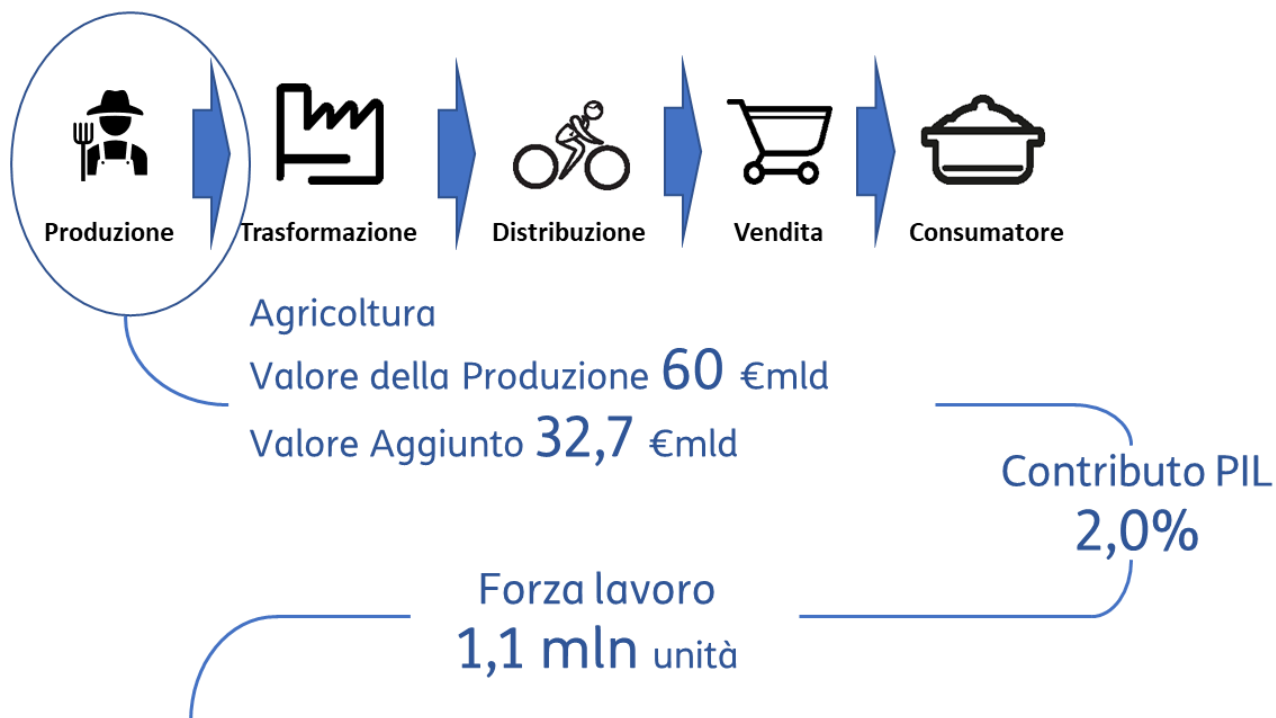 Produzione
Trasformazione
Distribuzione
Vendita
Consumatore
Agricoltura
Valore della Produzione 60 €mld
Valore Aggiunto 32,7 €mld
Contributo PIL
2,0%
Forza lavoro
1,1 mln unità